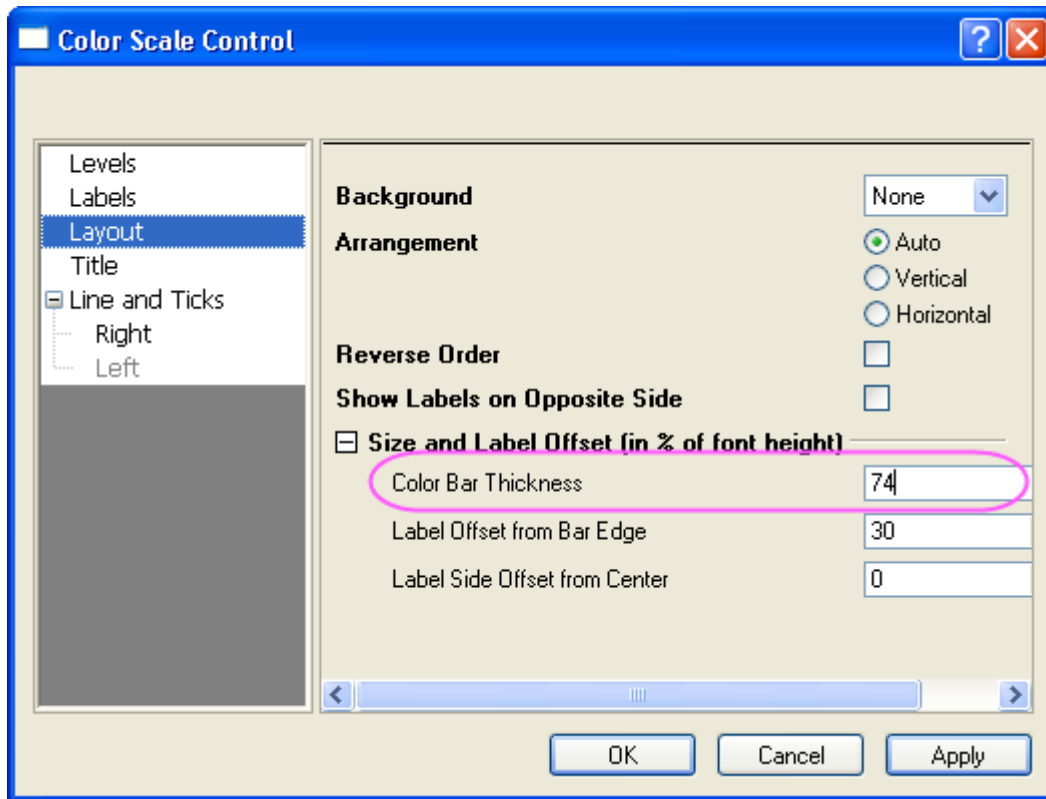 Color Scale Control
Levels
Labels
Layout
Title
Line and Ticks
Right
Left
Background
None
Arrangement
Auto
Vertical
Horizontal
Reverse Order
Show Labels on Opposite Side
Size and Label Offset (in % of font height)
Color Bar Thickness
74
Label Offset from Bar Edge
30
Label Side Offset from Center
0
OK
Cancel
Apply